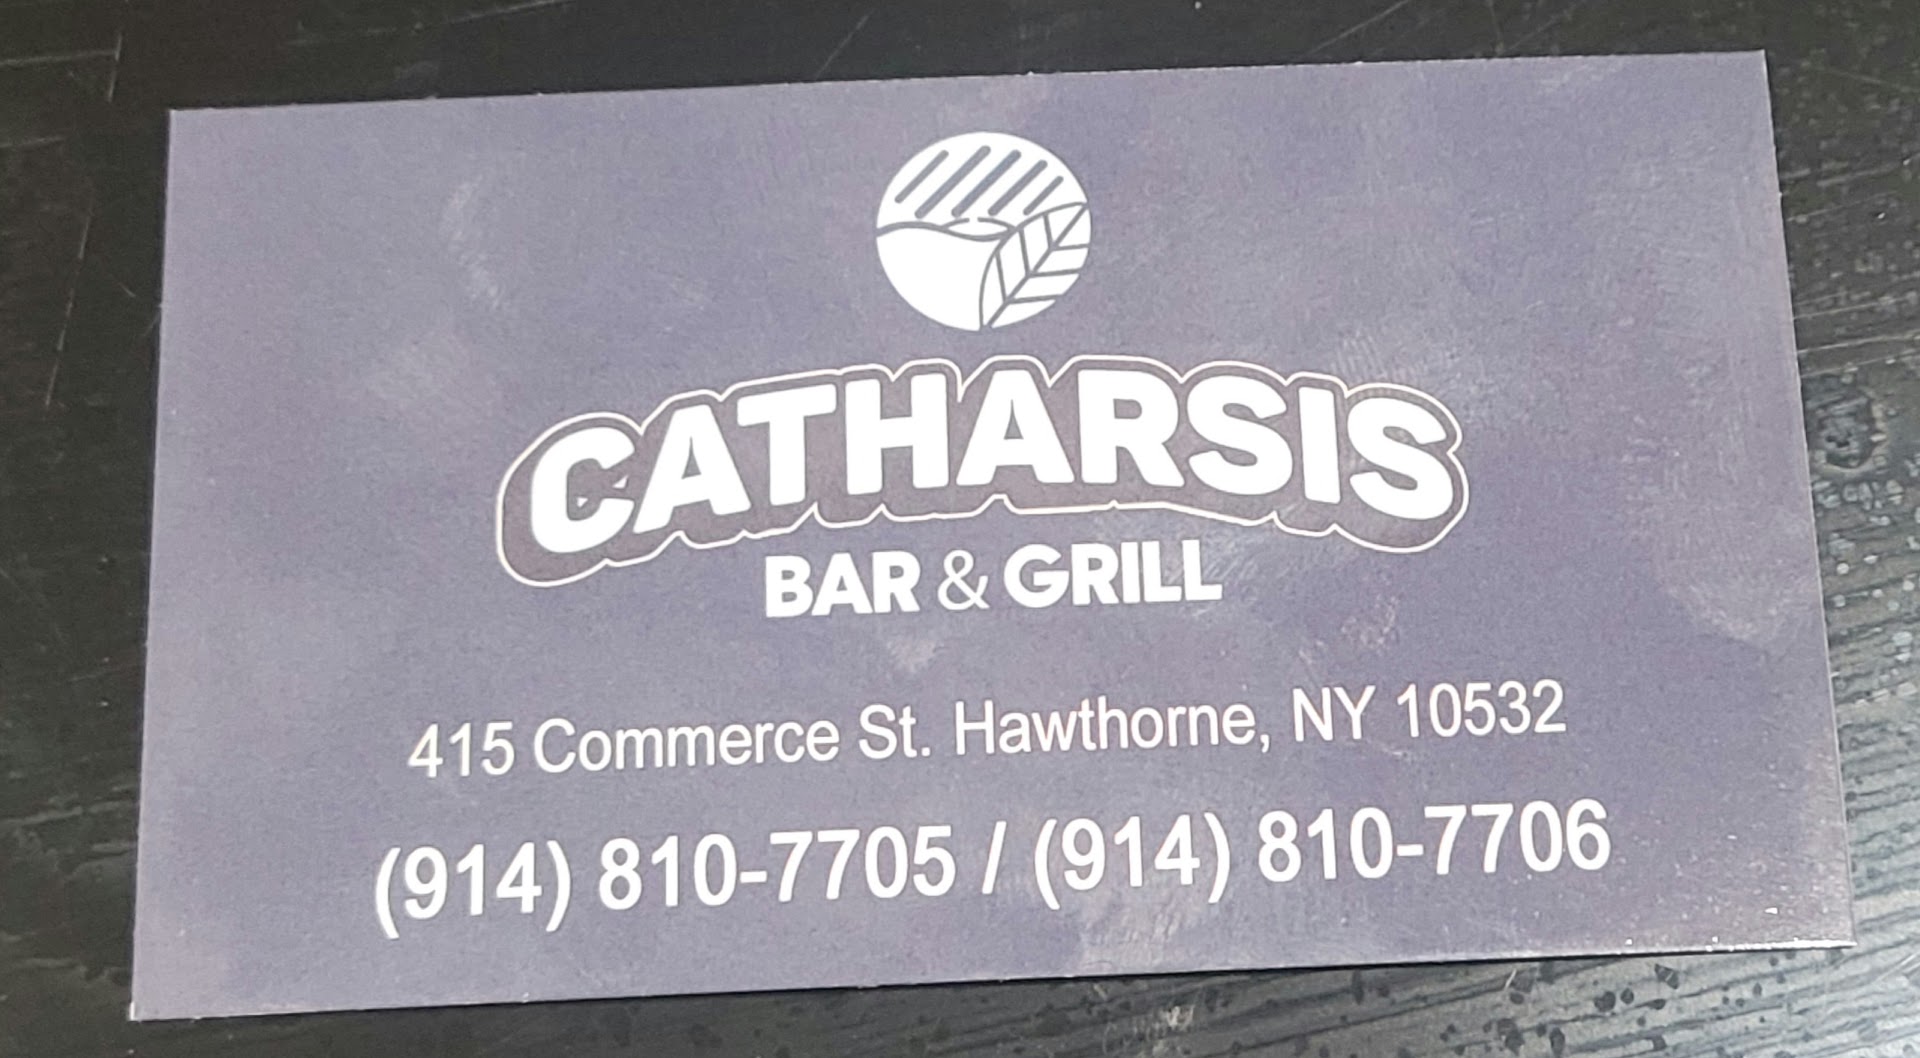 CATHARSIS
BAR & GRILL
415 Commerce St. Hawthorne, NY 10532
(914) 810-7705 / (914) 810-7706